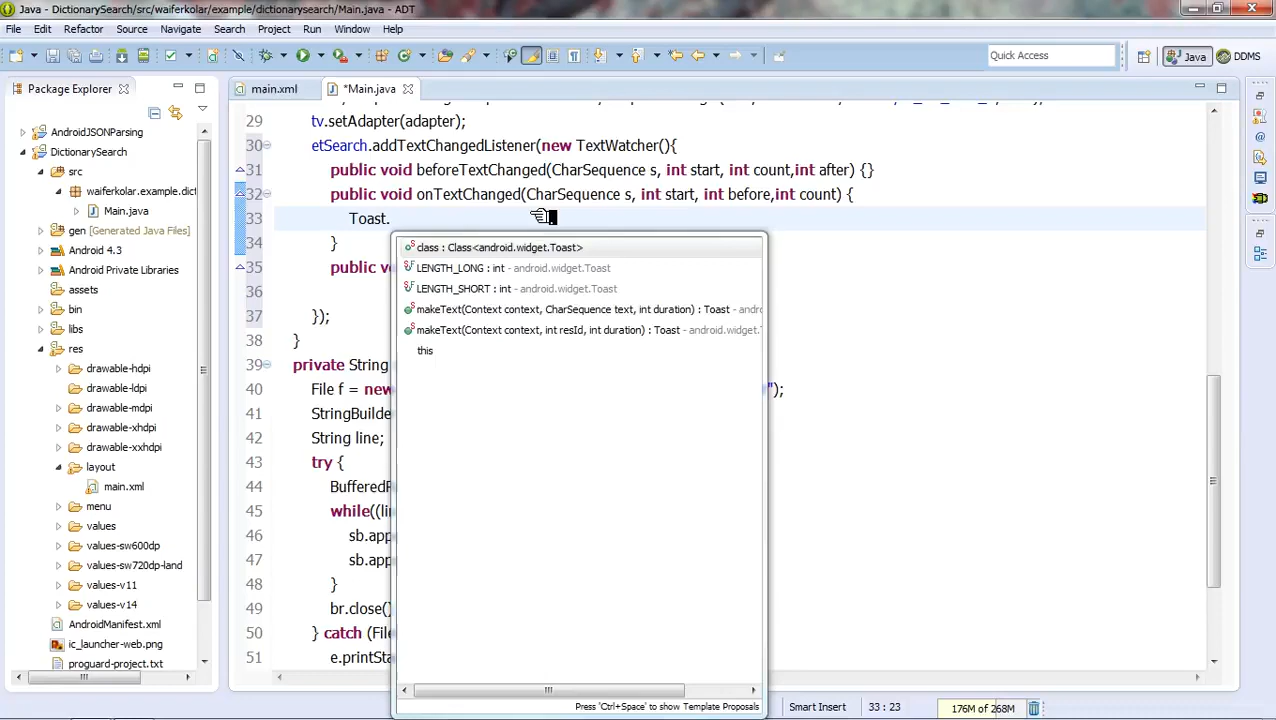 Java - DictionarySearch/src/waiferkolar/example/dictionarysearch/Main.java - ADT
File Edit Refactor Source Navigate Search Project Run Window Help
Quick Access
Java
DDMS
Package Explorer
main.xml
*Main.java
AndroidJSONParsing
DictionarySearch
src
waiferkolar.example.dict
Main.java
gen [Generated Java Files]
Android 4.3
Android Private Libraries
assets
bin
libs
res
drawable-hdpi
drawable-ldpi
drawable-mdpi
drawable-xhdpi
drawable-xxhdpi
layout
main.xml
menu
values
values-sw600dp
values-sw720dp-land
values-v11
values-v14
AndroidManifest.xml
ic_launcher-web.png
proguard-project.txt
29 tv.setAdapter(adapter);
30 etSearch.addTextChangedListener(new TextWatcher(){
31 public void beforeTextChanged(CharSequence s, int start, int count,int after) {}
32 public void onTextChanged(CharSequence s, int start, int before,int count) {
33 Toast.
34 }
35 public v
36
37 });
38 }
39 private String
40 File f = new ");
41 StringBuilde
42 String line;
43 try {
44 BufferedR
45 while((lin
46 sb.app
47 sb.app
48 }
49 br.close()
50 } catch (File
51 e.printSta
class : Class<android.widget.Toast>
LENGTH_LONG : int - android.widget.Toast
LENGTH_SHORT : int - android.widget.Toast
makeText(Context context, CharSequence text, int duration) : Toast - andro
makeText(Context context, int resId, int duration) : Toast - android.widget.T
this
Press 'Ctrl+Space' to show Template Proposals
Smart Insert
33 : 23
176M of 268M